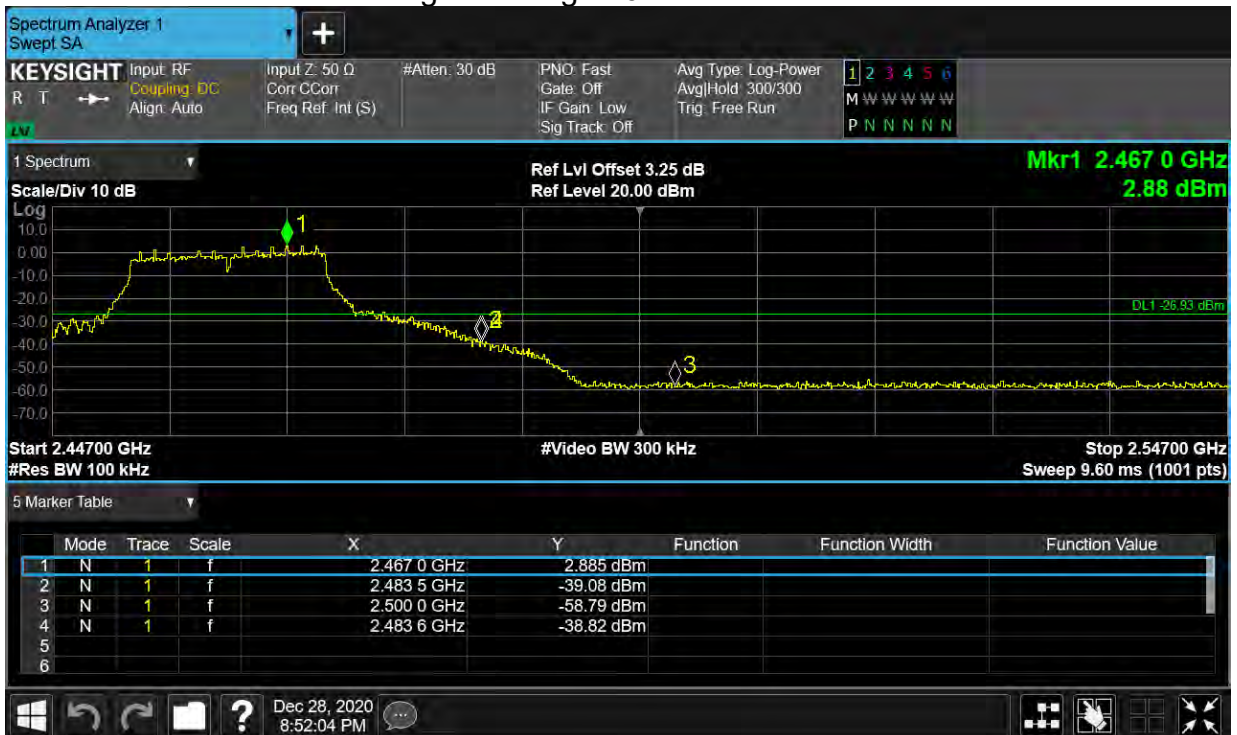 Spectrum Analyzer 1
Swept SA
+
KEYSIGHT Input: RF Input Z: 50 Ω #Atten: 30 dB PNO: Fast Avg Type: Log-Power 1 2 3 4 5 6
R T Coupling: DC Corr CCorr Gate: Off Avg|Hold: 300/300 M W W W W W
Align: Auto Freq Ref: Int (S) IF Gain: Low Trig: Free Run
LXI Sig Track: Off P N N N N N
1 Spectrum Ref Lvl Offset 3.25 dB Mkr1 2.467 0 GHz
Scale/Div 10 dB Ref Level 20.00 dBm 2.88 dBm
Log
10.0 1
0.00
-10.0
-20.0
DL1 -26.93 dBm
-30.0
-40.0
-50.0 3
-60.0
-70.0
Start 2.44700 GHz #Video BW 300 kHz Stop 2.54700 GHz
#Res BW 100 kHz Sweep 9.60 ms (1001 pts)
5 Marker Table
Mode Trace Scale X Y Function Function Width Function Value
1 N 1 f 2.467 0 GHz 2.885 dBm
2 N 1 f 2.483 5 GHz -39.08 dBm
3 N 1 f 2.500 0 GHz -58.79 dBm
4 N 1 f 2.483 6 GHz -38.82 dBm
5
6
? Dec 28, 2020
8:52:04 PM